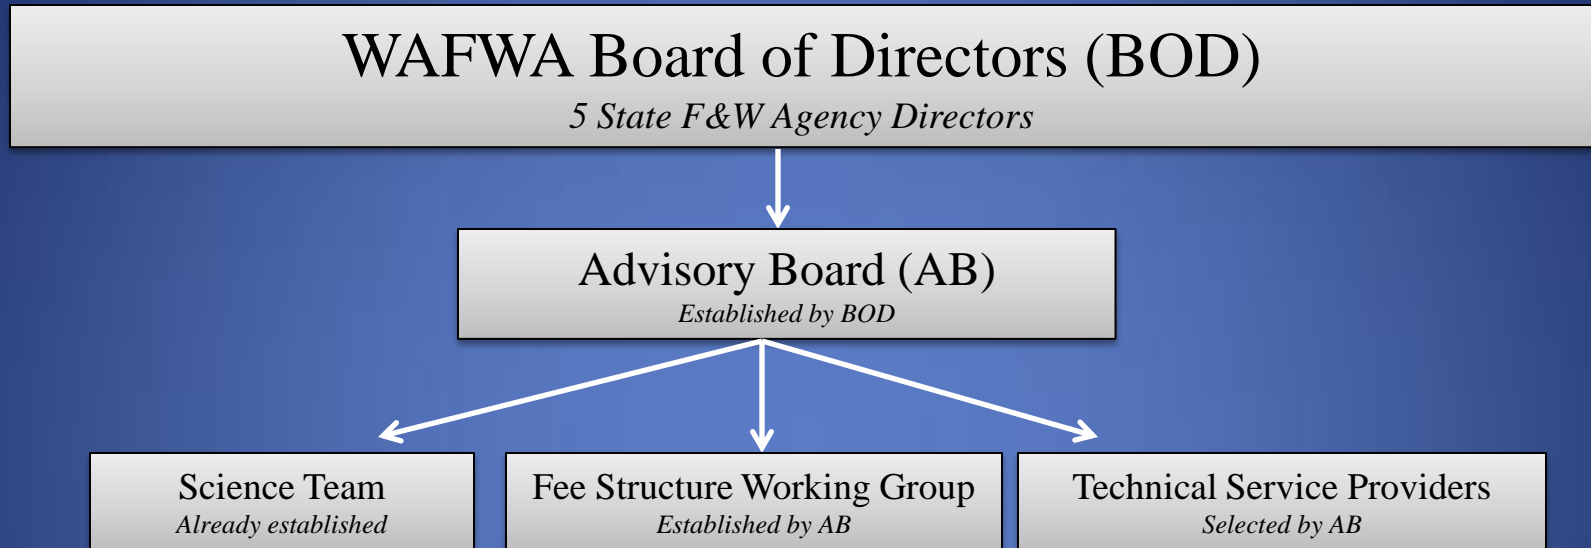 WAFWA Board of Directors (BOD)
5 State F&W Agency Directors
Advisory Board (AB)
Established by BOD
Science Team
Already established
Fee Structure Working Group
Established by AB
Technical Service Providers
Selected by AB